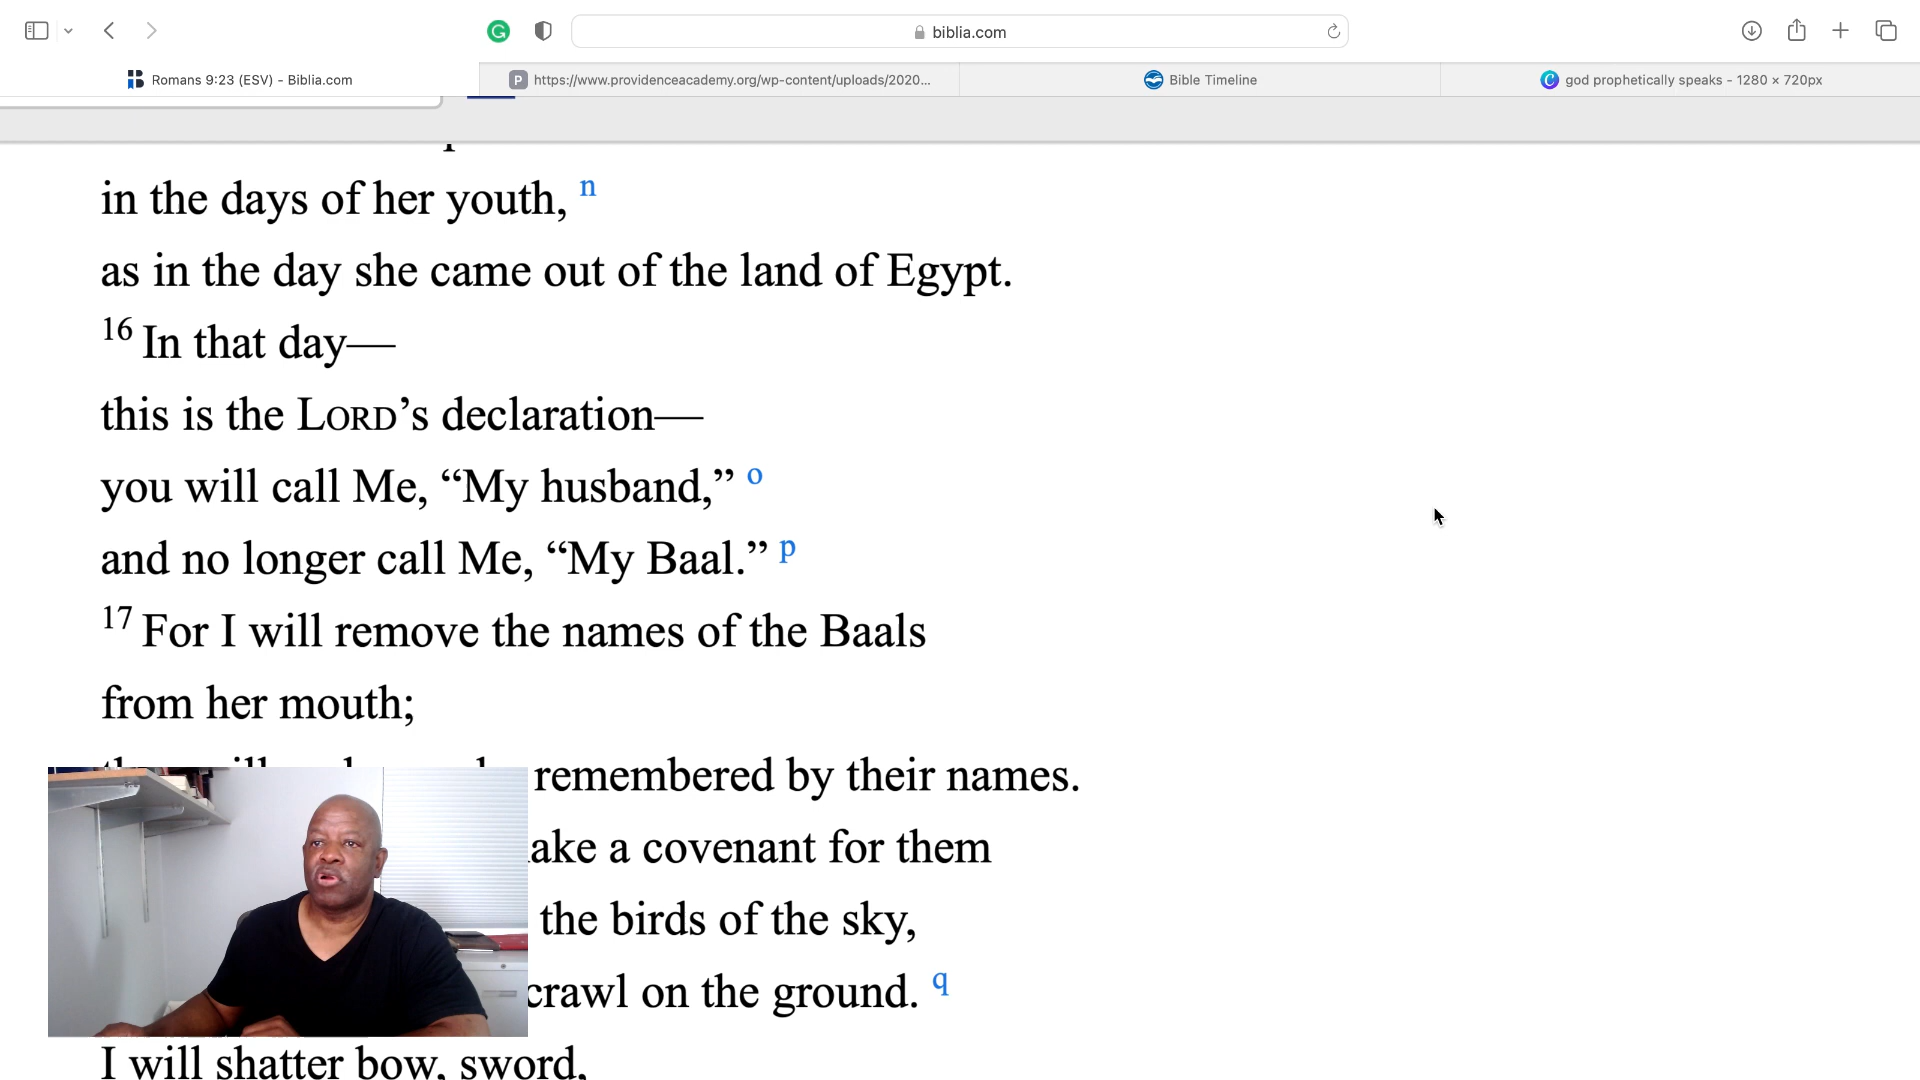 biblia.com
Romans 9:23 (ESV) - Biblia.com
P https://www.providenceacademy.org/wp-content/uploads/2020...
Bible Timeline
C god prophetically speaks - 1280 × 720px
in the days of her youth, n
as in the day she came out of the land of Egypt.
16 In that day—
this is the LORD’s declaration—
you will call Me, “My husband,” o
and no longer call Me, “My Baal.” p
17 For I will remove the names of the Baals
from her mouth;
remembered by their names.
a covenant for them
the birds of the sky,
crawl on the ground. q
I will shatter bow, sword,